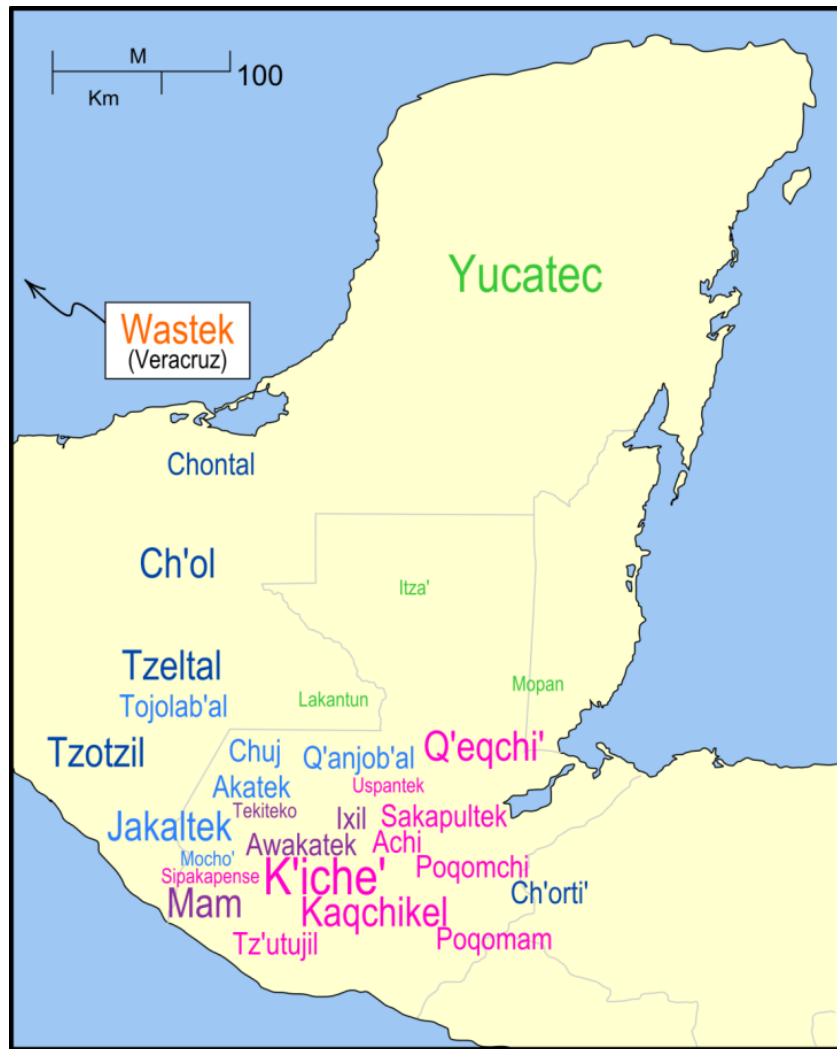 M
100
Km
Yucatec
Wastek
(Veracruz)
Chontal
Ch'ol
Itza'
Tzeltal
Mopan
Lakantun
Tojolab'al
Tzotzil
Chuj
Q'anjob'al
Q'eqchi'
Akatek
Uspantek
Tekiteko
Ixil
Sakapultek
Jakaltek
Awakatek
Achi
Mocho'
Poqomchi
Sipakapense
K'iche'
Ch'orti'
Mam
Kaqchikel
Tz'utujil
Poqomam